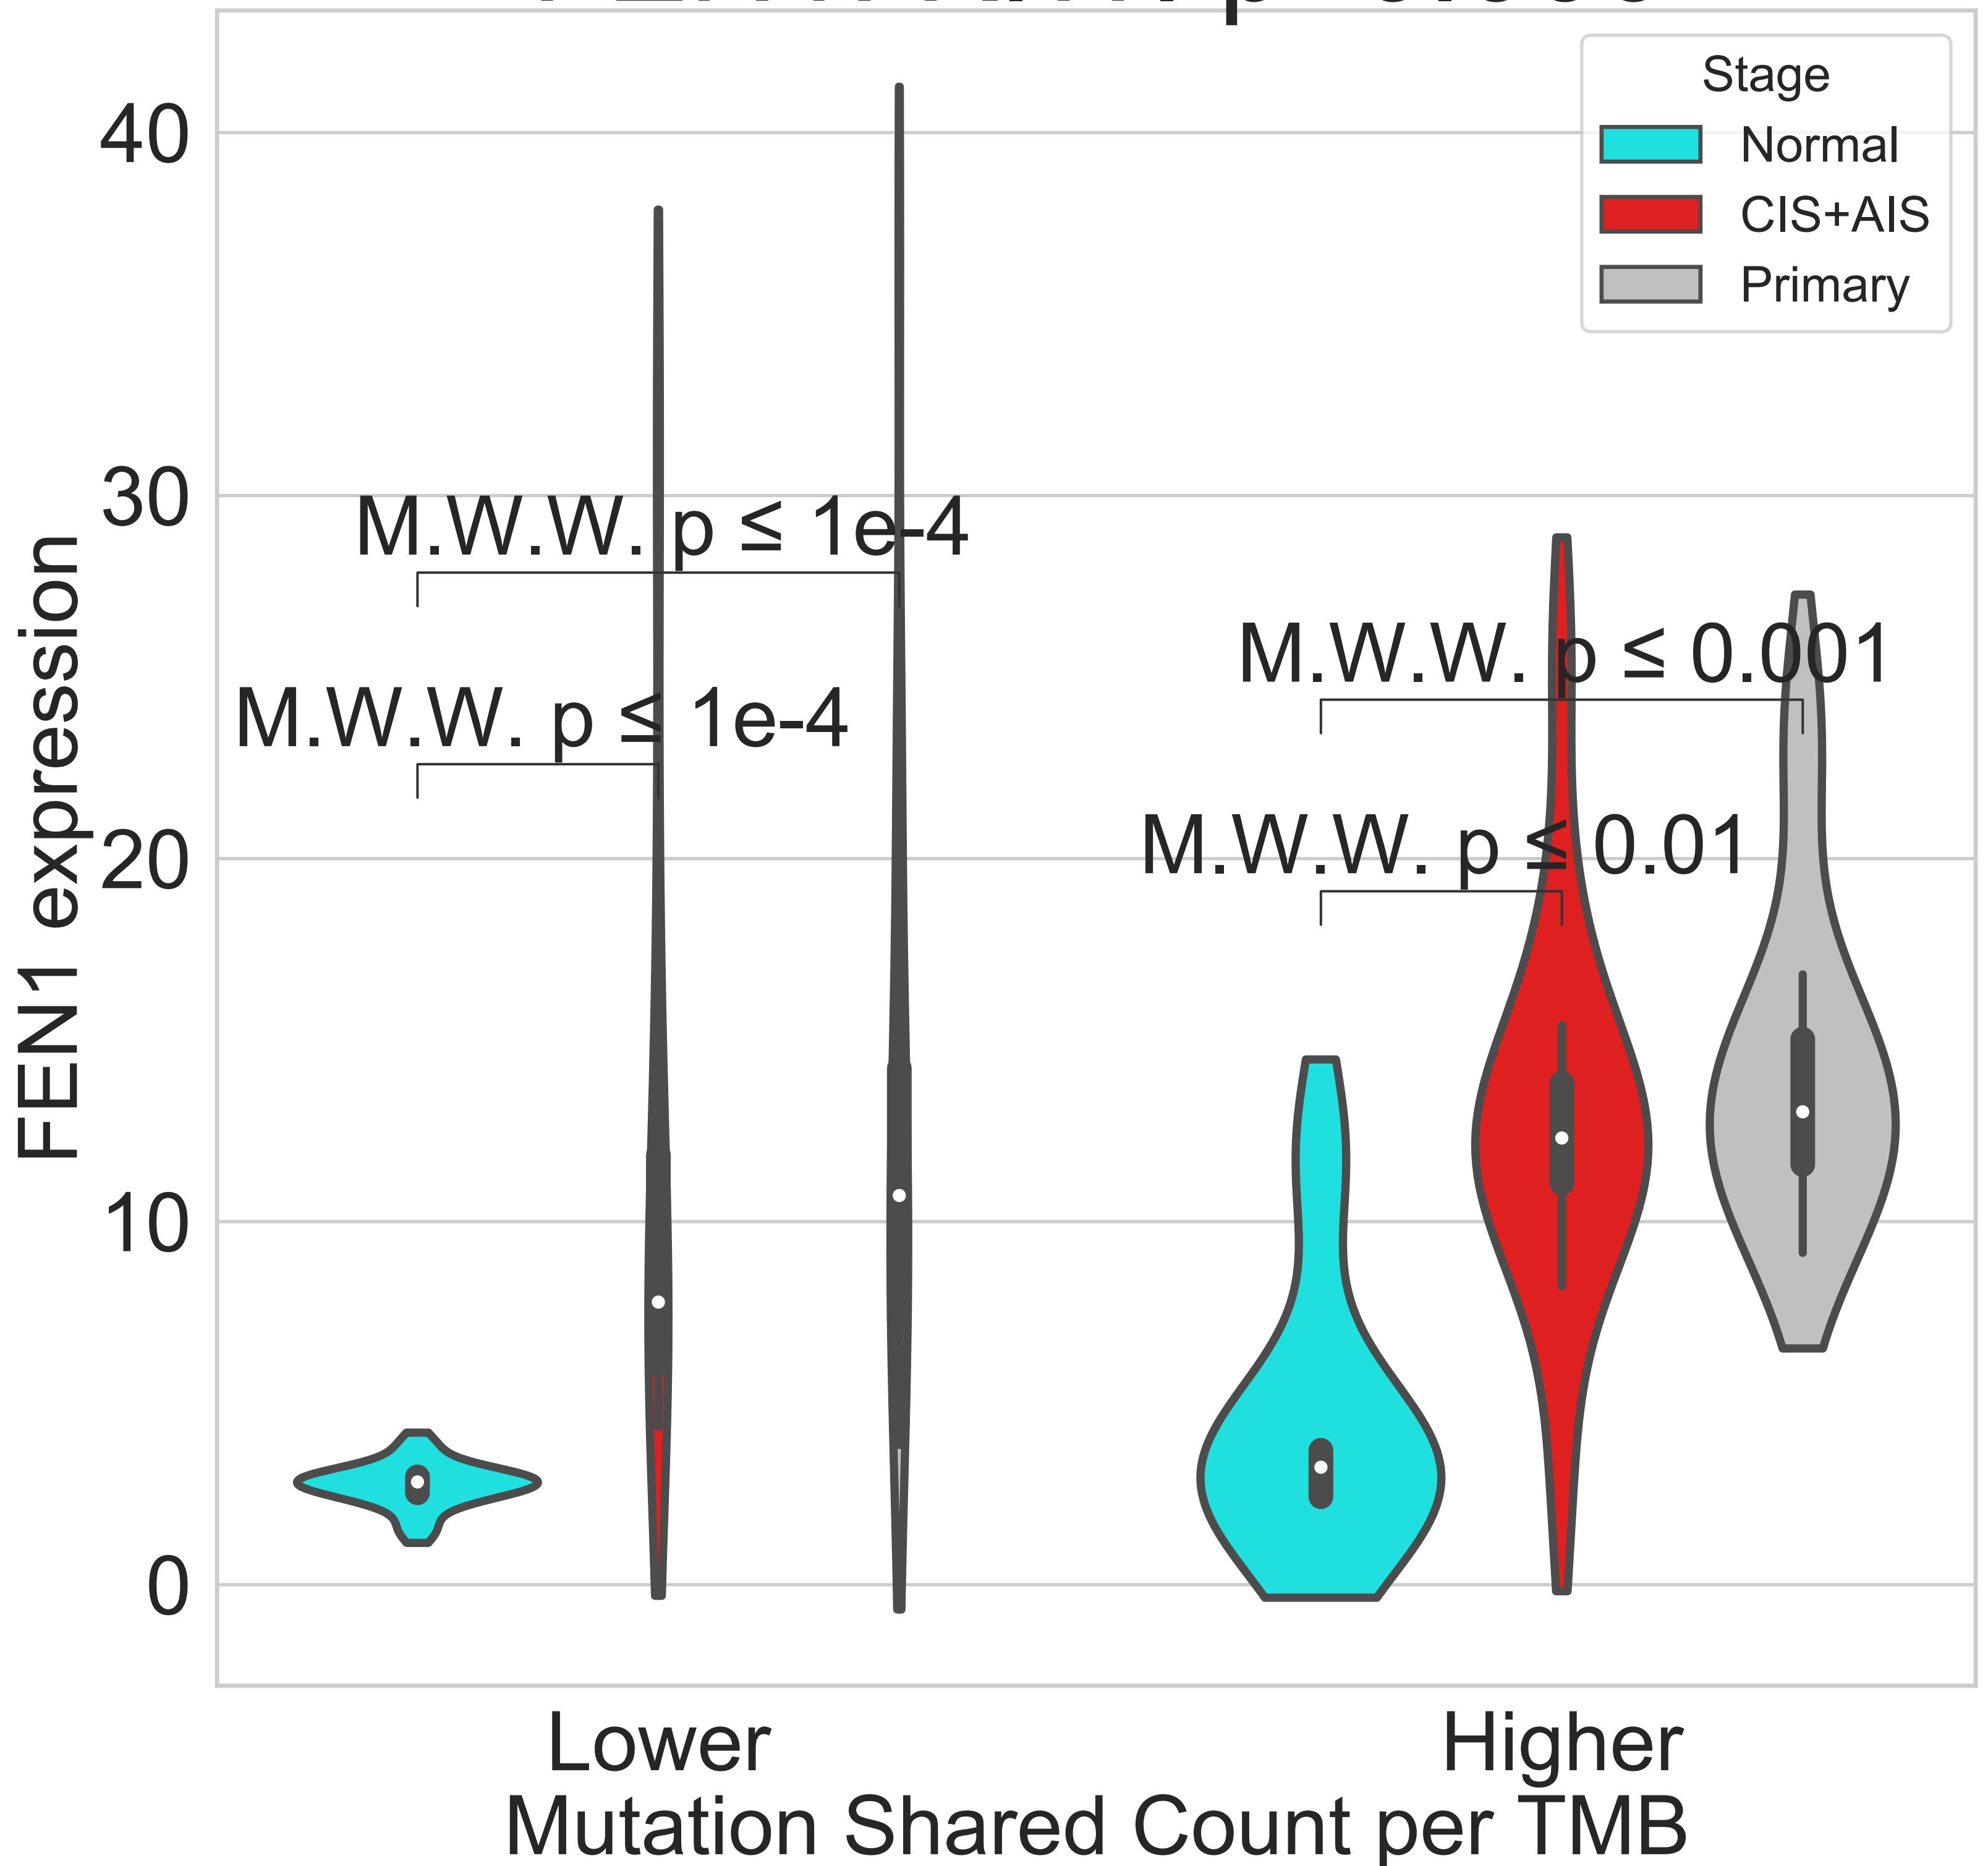 Stage
Normal
CIS+AIS
Primary
40
30
20
10
0
FEN1 expression
M.W.W. p ≤ 1e-4
M.W.W. p ≤ 1e-4
M.W.W. p ≤ 0.001
M.W.W. p ≤ 0.01
Lower
Higher
Mutation Shared Count per TMB